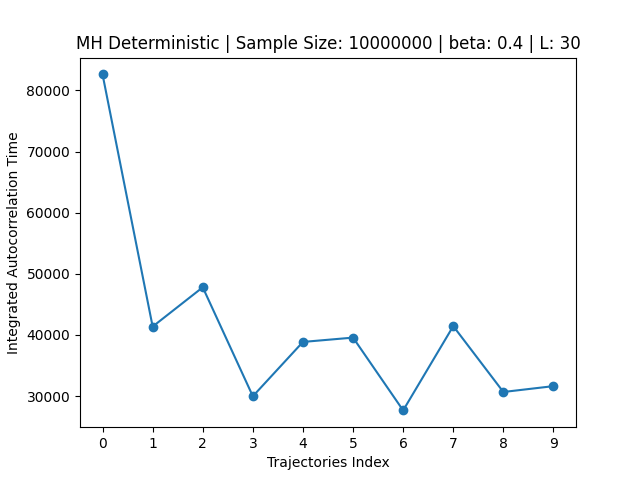 MH Deterministic | Sample Size: 10000000 | beta: 0.4 | L: 30
Integrated Autocorrelation Time
80000
70000
60000
50000
40000
30000
0 1 2 3 4 5 6 7 8 9
Trajectories Index